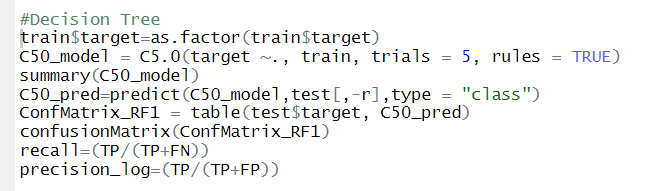 #Decision Tree
train$target=as.factor(train$target)
C50_model = C5.0(target ~., train, trials = 5, rules = TRUE)
summary(C50_model)
C50_pred=predict(C50_model,test[,-r],type = "class")
ConfMatrix_RF1 = table(test$target, C50_pred)
confusionMatrix(ConfMatrix_RF1)
recall=(TP/(TP+FN))
precision_log=(TP/(TP+FP))